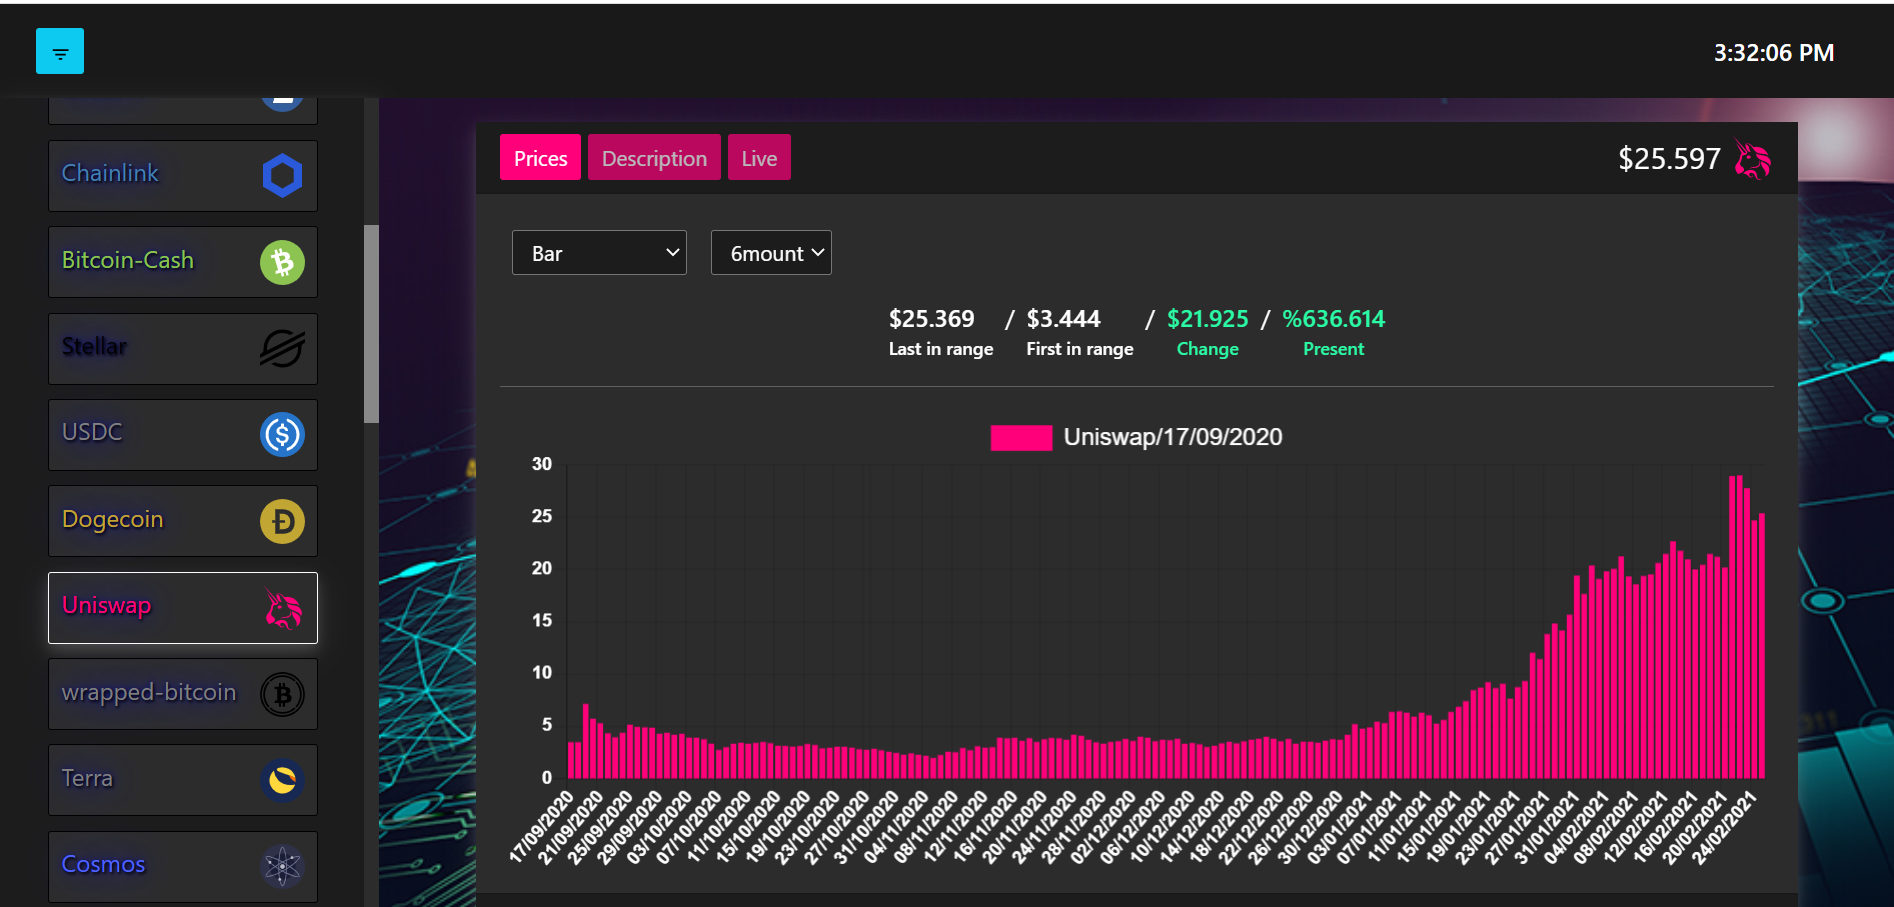 3:32:06 PM
Chainlink
Bitcoin-Cash
Stellar
USDC
Dogecoin
Uniswap
wrapped-bitcoin
Terra
Cosmos
Prices Description Live $25.597
Bar 6mount
$25.369 / $3.444 / $21.925 / %636.614
Last in range First in range Change Present
Uniswap/17/09/2020
30
25
20
15
10
5
0
17/09/2020 21/09/2020 25/09/2020 29/09/2020 03/10/2020 07/10/2020 11/10/2020 15/10/2020 19/10/2020 23/10/2020 27/10/2020 31/10/2020 04/11/2020 08/11/2020 12/11/2020 16/11/2020 20/11/2020 24/11/2020 28/11/2020 02/12/2020 06/12/2020 10/12/2020 14/12/2020 18/12/2020 22/12/2020 26/12/2020 30/12/2020 03/01/2021 07/01/2021 11/01/2021 15/01/2021 19/01/2021 23/01/2021 27/01/2021 31/01/2021 04/02/2021 08/02/2021 12/02/2021 16/02/2021 20/02/2021 24/02/2021